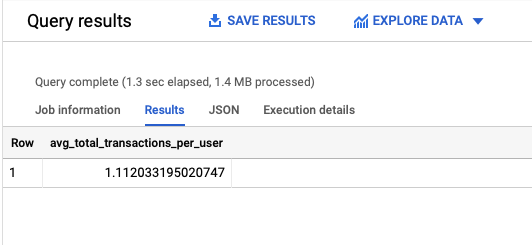 Query results SAVE RESULTS EXPLORE DATA
Query complete (1.3 sec elapsed, 1.4 MB processed)
Job information Results JSON Execution details
Row avg_total_transactions_per_user
1 1.112033195020747